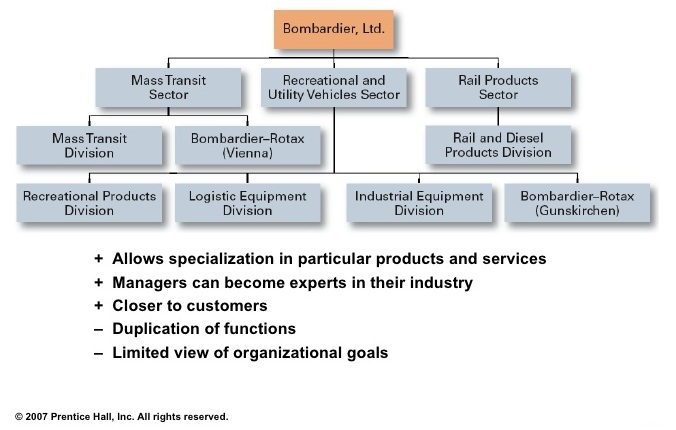 Bombardier, Ltd.
Mass Transit
Sector
Recreational and
Utility Vehicles Sector
Rail Products
Sector
Mass Transit
Division
Bombardier–Rotax
(Vienna)
Rail and Diesel
Products Division
Recreational Products
Division
Logistic Equipment
Division
Industrial Equipment
Division
Bombardier–Rotax
(Gunskirchen)
+ Allows specialization in particular products and services
+ Managers can become experts in their industry
+ Closer to customers
– Duplication of functions
– Limited view of organizational goals
© 2007 Prentice Hall, Inc. All rights reserved.